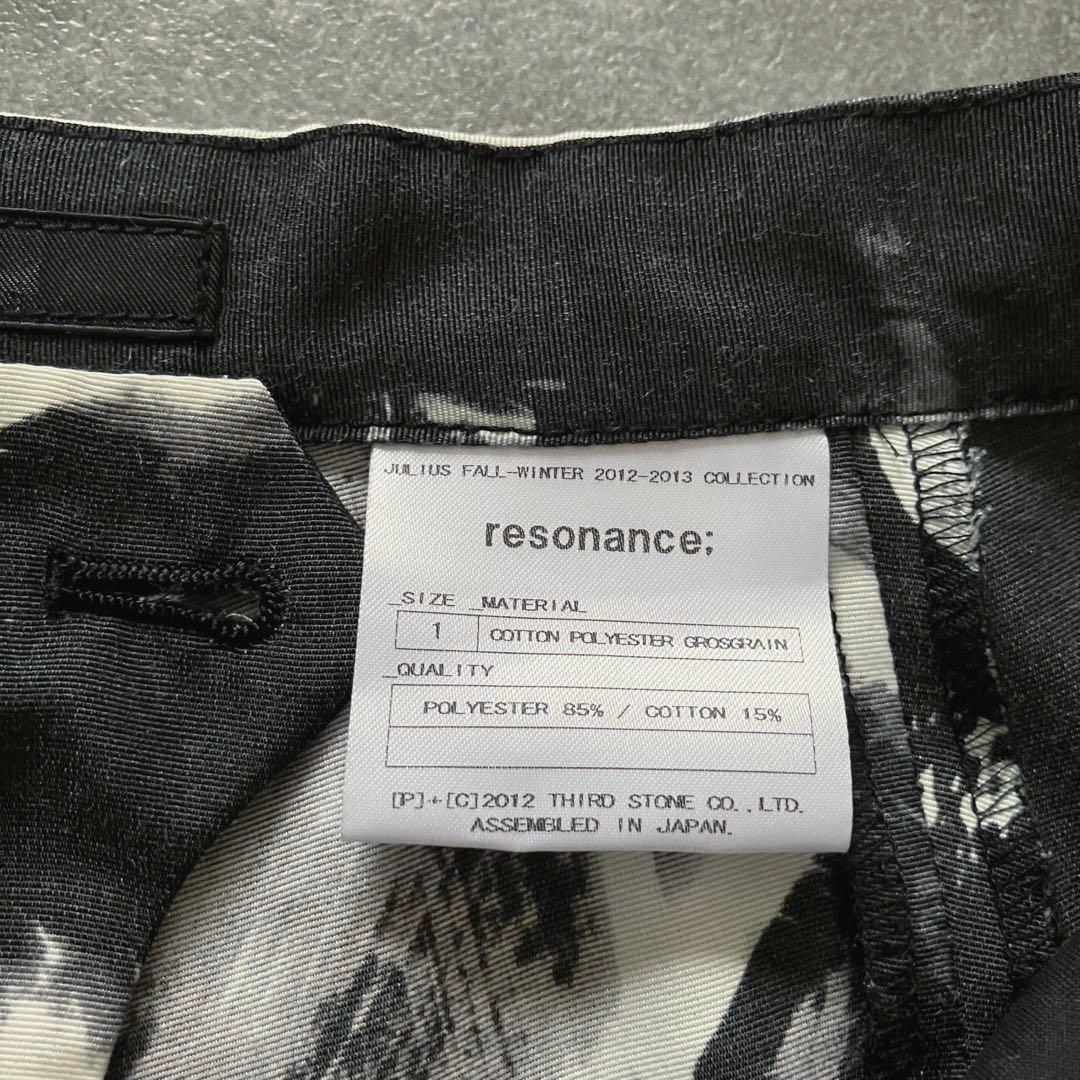 JULIUS FALL-WINTER 2012-2013 COLLECTION
resonance;
_SIZE _MATERIAL
1 COTTON POLYESTER GROSGRAIN
_QUALITY
POLYESTER 85% / COTTON 15%
[P]+[C]2012 THIRD STONE CO.,LTD.
ASSEMBLED IN JAPAN.